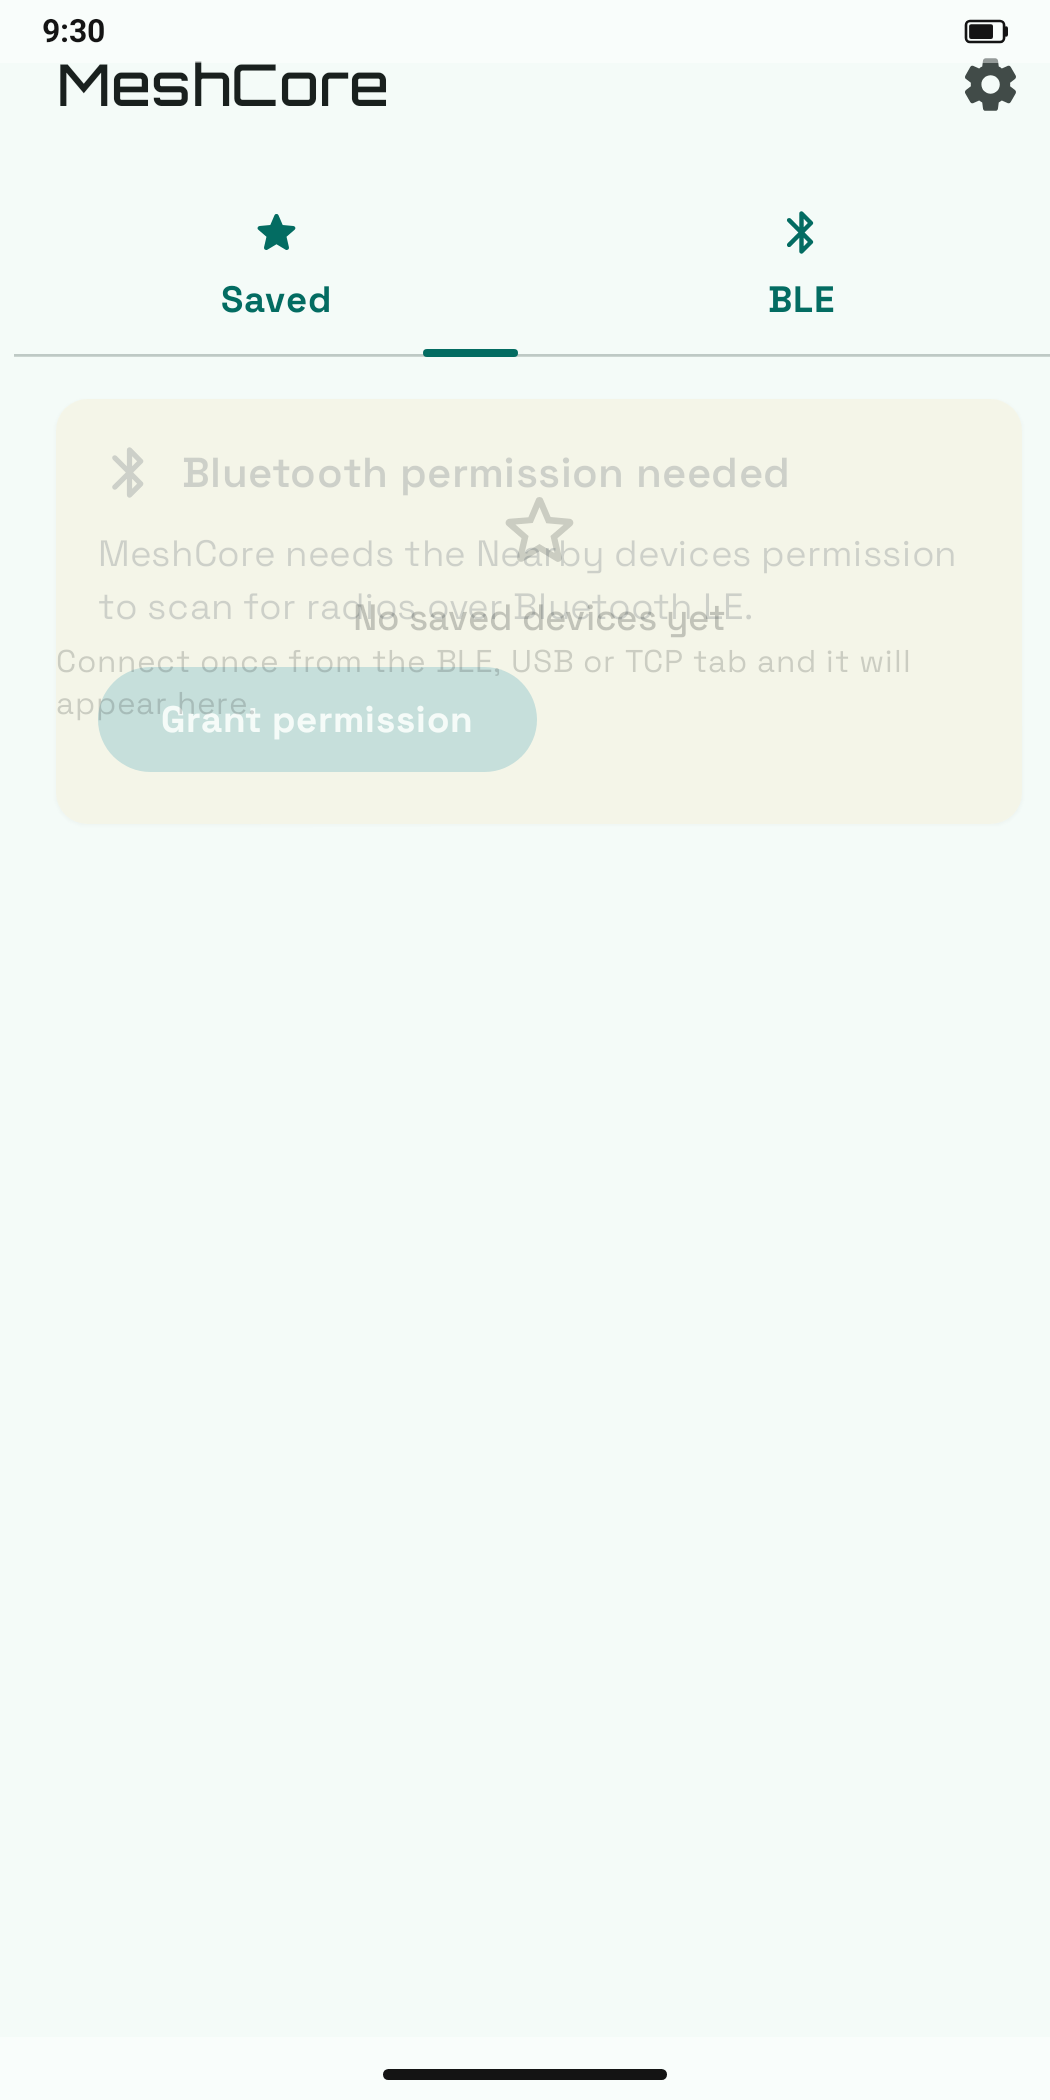 9:30
MeshCore
Saved
BLE
Bluetooth permission needed
MeshCore needs the Nearby devices permission
to scan for radios over Bluetooth LE.
No saved devices yet
Connect once from the BLE, USB or TCP tab and it will
appear here.
Grant permission